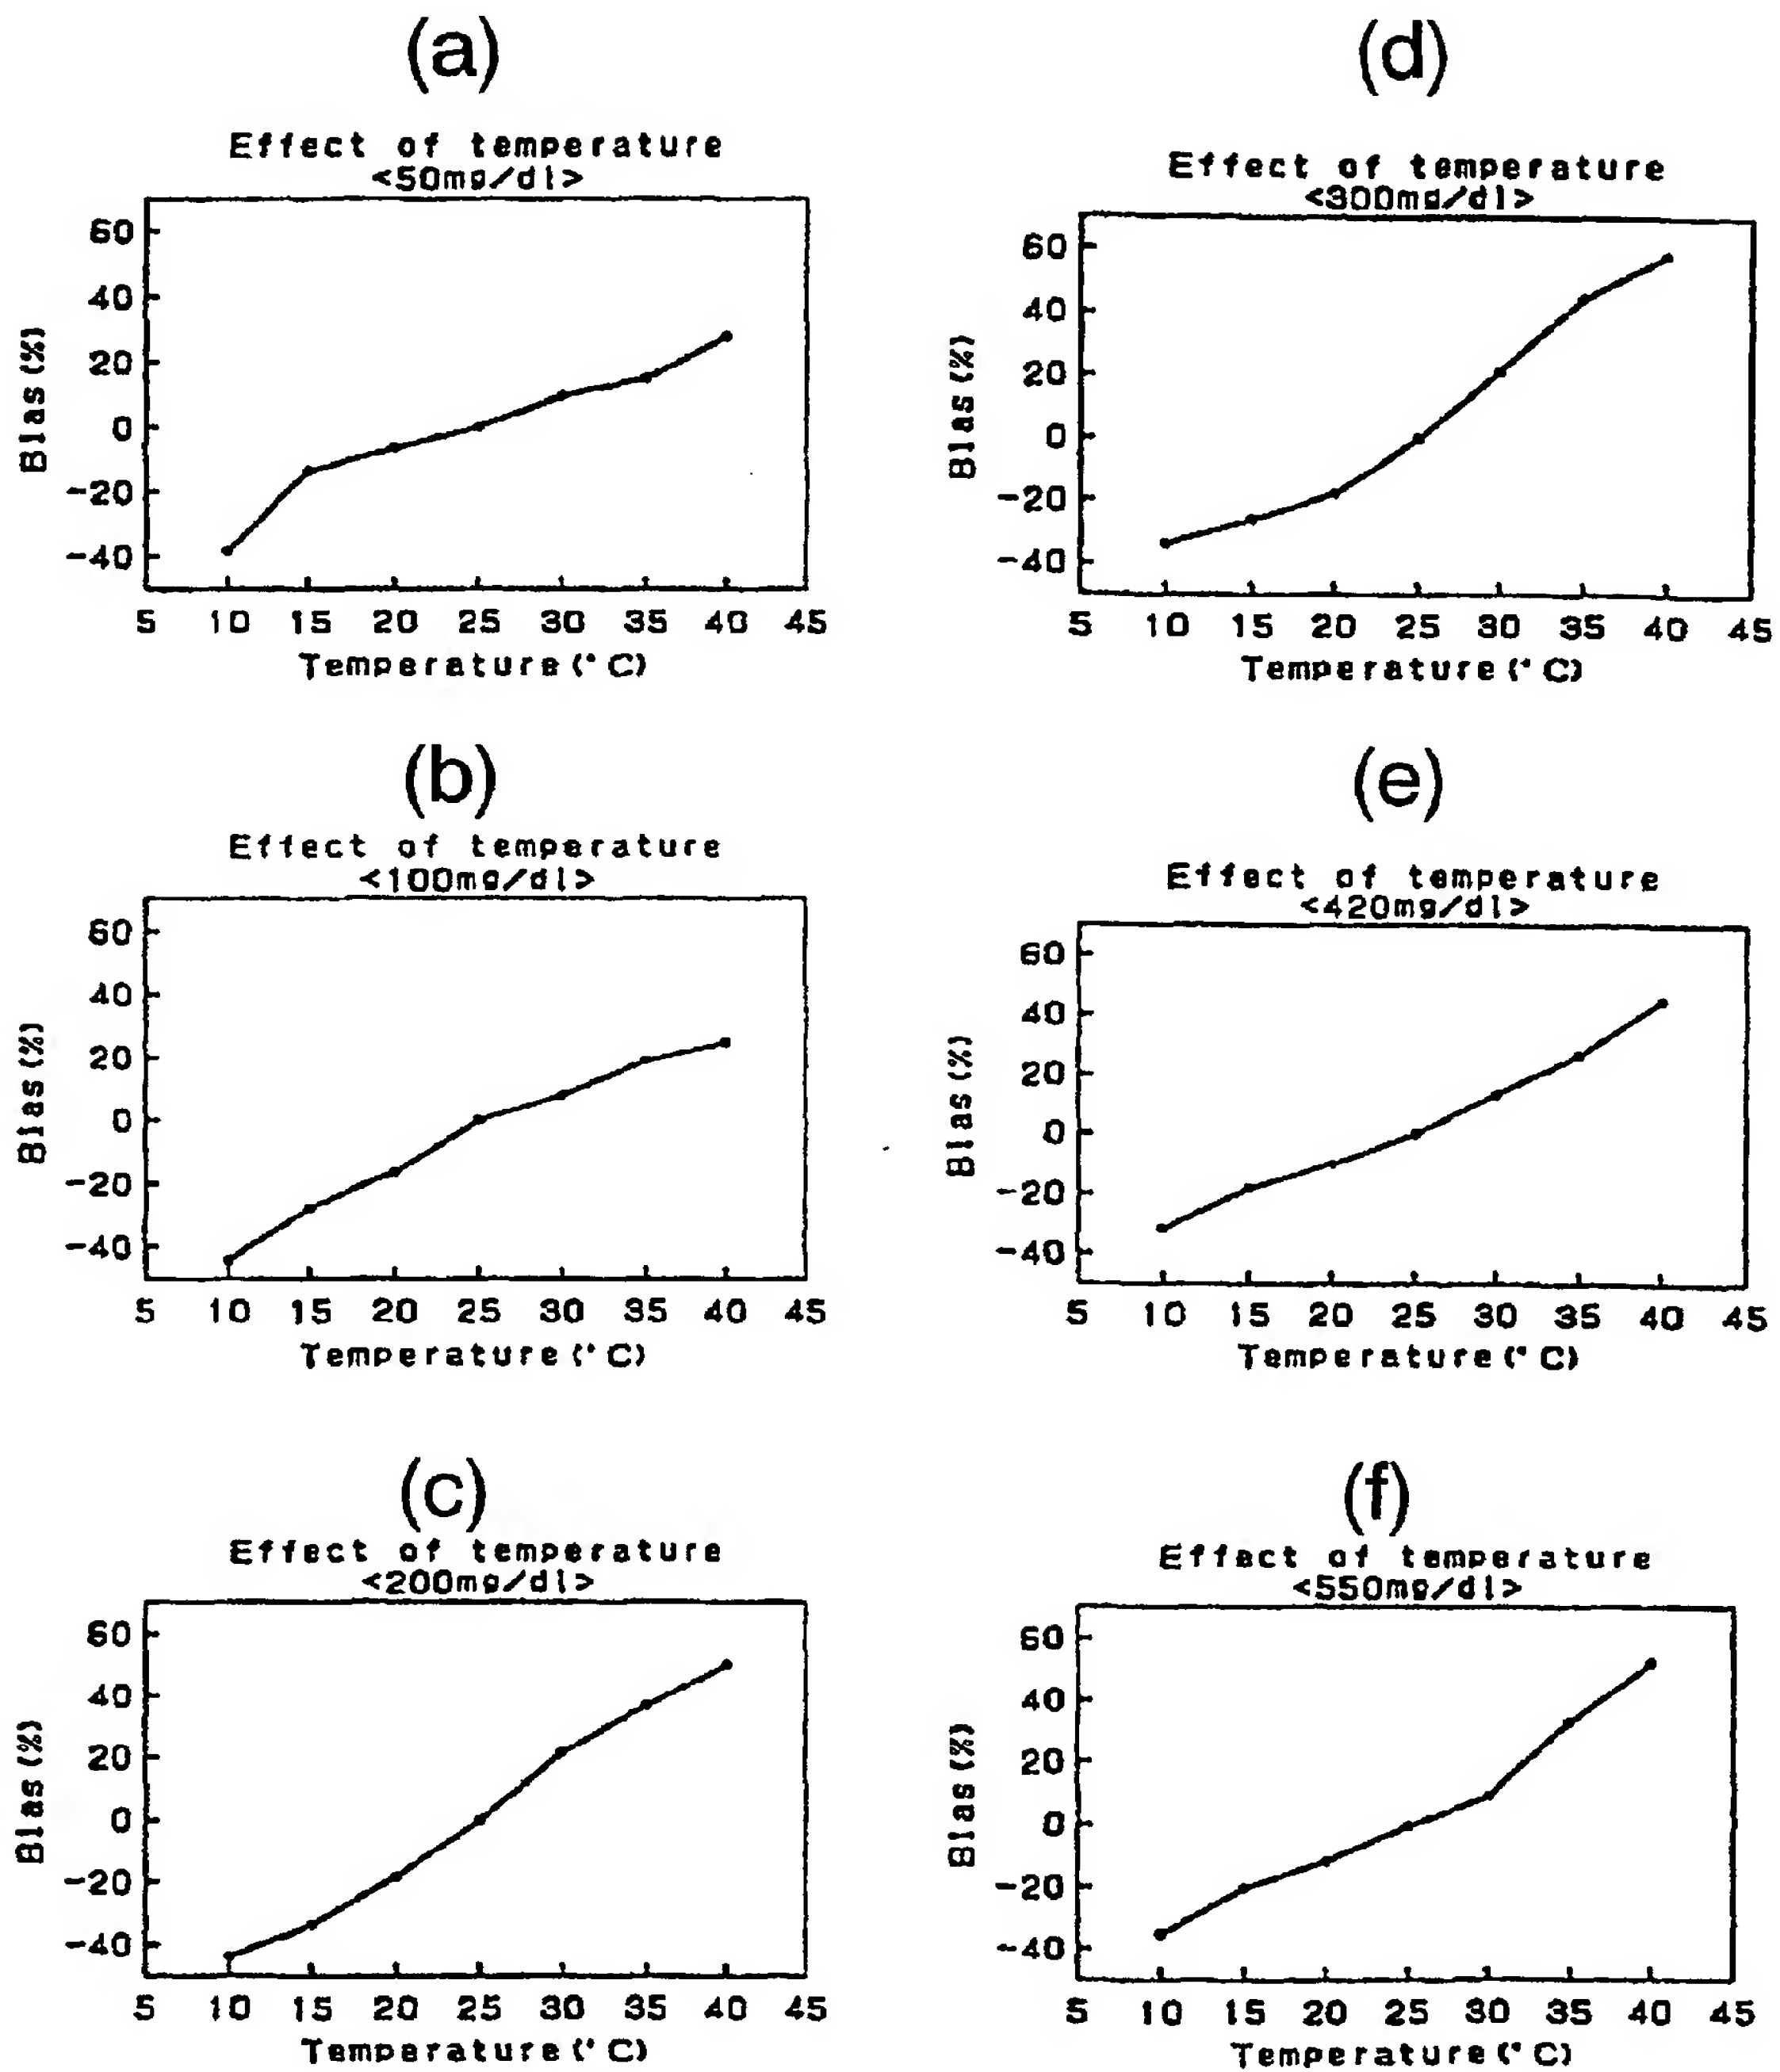 (a)
Effect of temperature
<50mg/dl>
60
40
20
0
-20
-40
Bias (%)
5 10 15 20 25 30 35 40 45
Temperature (°C)
(b)
Effect of temperature
<100mg/dl>
60
40
20
0
-20
-40
Bias (%)
5 10 15 20 25 30 35 40 45
Temperature (°C)
(c)
Effect of temperature
<200mg/dl>
60
40
20
0
-20
-40
Bias (%)
5 10 15 20 25 30 35 40 45
Temperature (°C)
(d)
Effect of temperature
<300mg/dl>
60
40
20
0
-20
-40
Bias (%)
5 10 15 20 25 30 35 40 45
Temperature (°C)
(e)
Effect of temperature
<420mg/dl>
60
40
20
0
-20
-40
Bias (%)
5 10 15 20 25 30 35 40 45
Temperature (°C)
(f)
Effect of temperature
<550mg/dl>
60
40
20
0
-20
-40
Bias (%)
5 10 15 20 25 30 35 40 45
Temperature (°C)